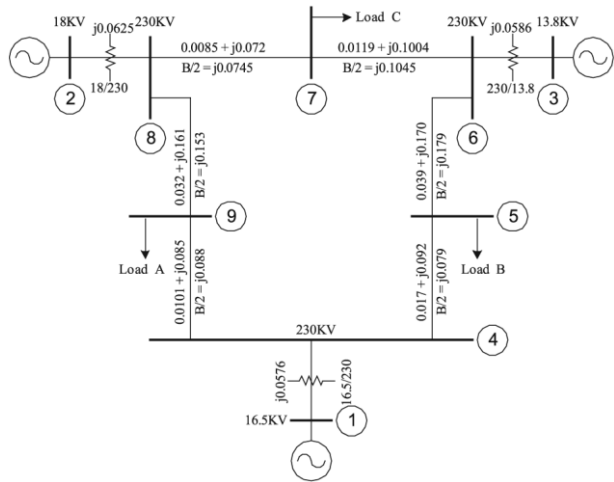 18KV
j0.0625
230KV
0.0085 + j0.072
B/2 = j0.0745
18/230
2
8
Load C
7
0.0119 + j0.1004
B/2 = j0.1045
230KV
j0.0586
13.8KV
230/13.8
6
3
0.032 + j0.161
B/2 = j0.153
0.039 + j0.170
B/2 = j0.179
9
Load A
5
Load B
0.0101 + j0.085
B/2 = j0.088
0.017 + j0.092
B/2 = j0.079
230KV
4
j0.0576
16.5/230
16.5KV
1